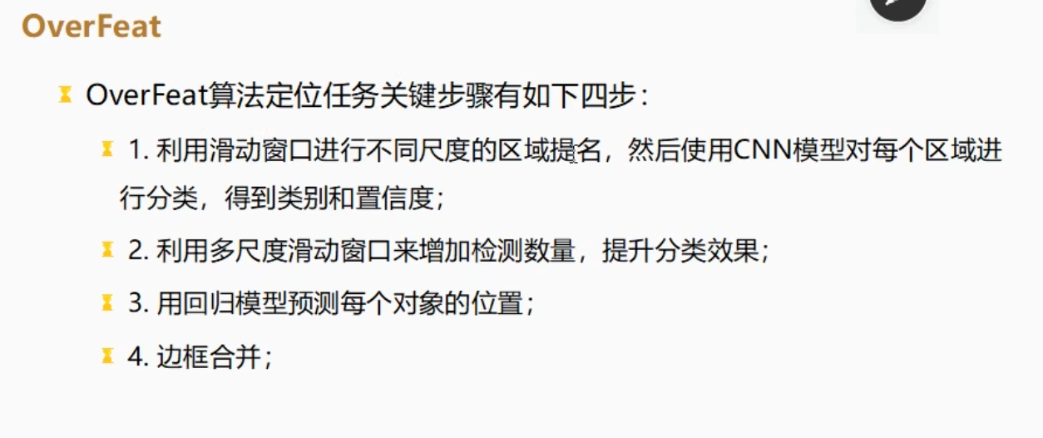 OverFeat
OverFeat算法定位任务关键步骤有如下四步：
1. 利用滑动窗口进行不同尺度的区域提名，然后使用CNN模型对每个区域进
行分类，得到类别和置信度；
2. 利用多尺度滑动窗口来增加检测数量，提升分类效果；
3. 用回归模型预测每个对象的位置；
4. 边框合并；